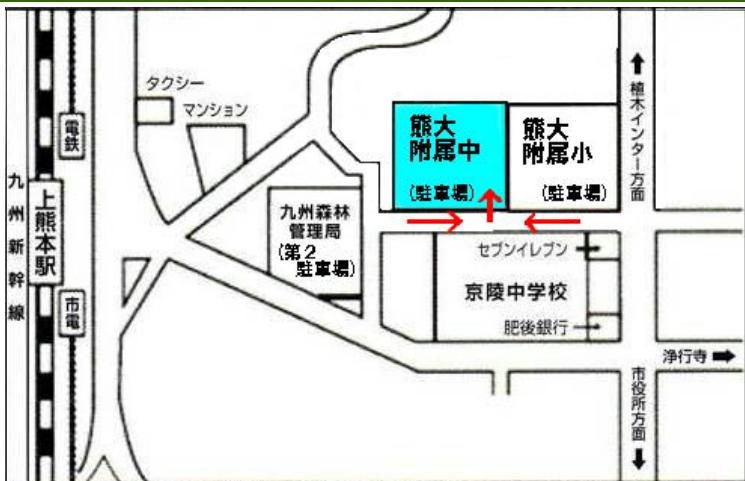 九州新幹線
上熊本駅
電鉄
市電
タクシー
マンション
九州森林
管理局
(第2
駐車場)
熊大
附属中
(駐車場)
熊大
附属小
(駐車場)
植木インター方面
セブンイレブン
京陵中学校
肥後銀行
浄行寺
市役所方面